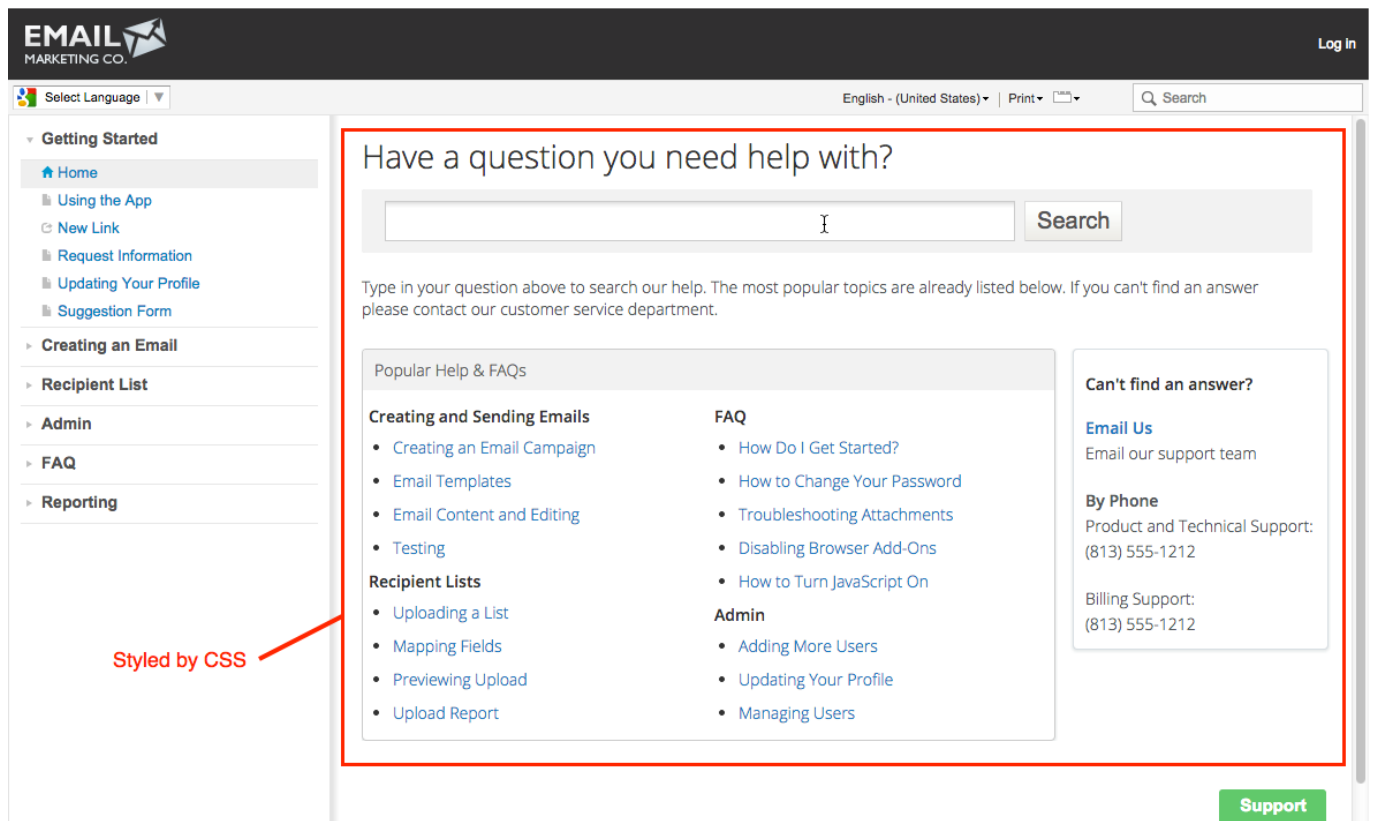 EMAIL
MARKETING CO.
Log in
Select Language
English - (United States)
Print
Search
Getting Started
Home
Using the App
New Link
Request Information
Updating Your Profile
Suggestion Form
Creating an Email
Recipient List
Admin
FAQ
Reporting
Styled by CSS
Have a question you need help with?
Search
Type in your question above to search our help. The most popular topics are already listed below. If you can't find an answer
please contact our customer service department.
Popular Help & FAQs
Creating and Sending Emails
• Creating an Email Campaign
• Email Templates
• Email Content and Editing
• Testing
Recipient Lists
• Uploading a List
• Mapping Fields
• Previewing Upload
• Upload Report
FAQ
• How Do I Get Started?
• How to Change Your Password
• Troubleshooting Attachments
• Disabling Browser Add-Ons
• How to Turn JavaScript On
Admin
• Adding More Users
• Updating Your Profile
• Managing Users
Can't find an answer?
Email Us
Email our support team
By Phone
Product and Technical Support:
(813) 555-1212
Billing Support:
(813) 555-1212
Support